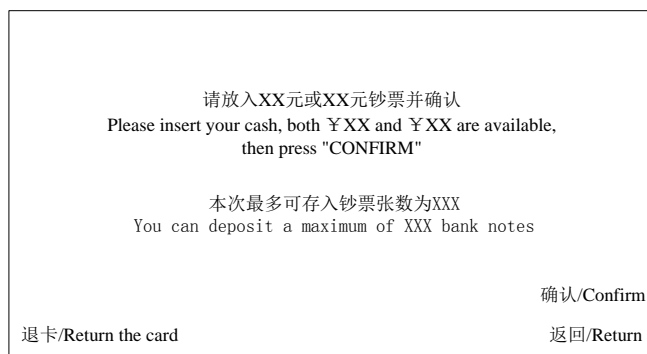 请放入XX元或XX元钞票并确认
Please insert your cash, both ￥XX and ￥XX are available,
then press "CONFIRM"
本次最多可存入钞票张数为XXX
You can deposit a maximum of XXX bank notes
确认/Confirm
退卡/Return the card
返回/Return